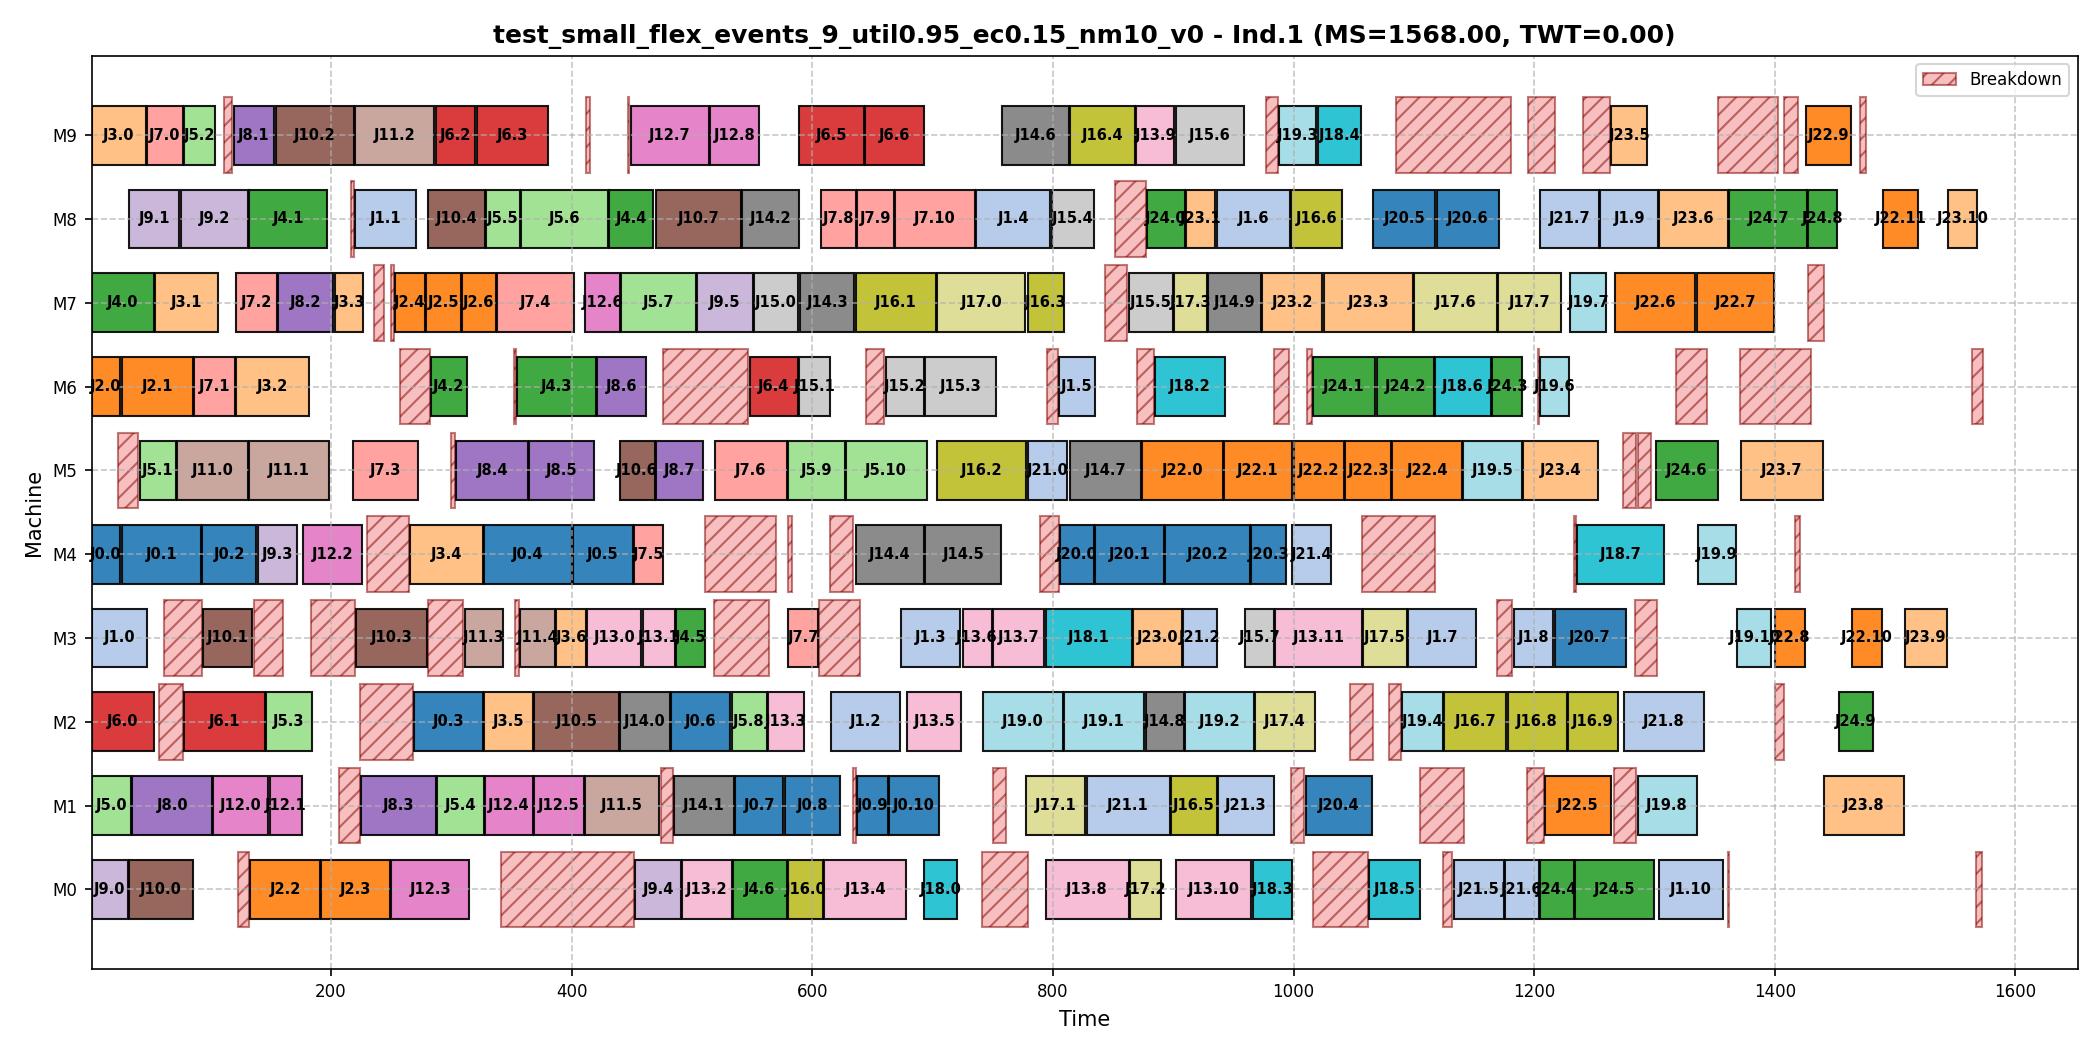 test_small_flex_events_9_util0.95_ec0.15_nm10_v0 - Ind.1 (MS=1568.00, TWT=0.00)
Breakdown
M9 J3.0 J7.0 J5.2 J8.1 J10.2 J11.2 J6.2 J6.3 J12.7 J12.8 J6.5 J6.6 J14.6 J16.4 J13.9 J15.6 J19.3 J18.4 J23.5 J22.9
M8 J9.1 J9.2 J4.1 J1.1 J10.4 J5.5 J5.6 J4.4 J10.7 J14.2 J7.8 J7.9 J7.10 J1.4 J15.4 J24.0 J23.1 J1.6 J16.6 J20.5 J20.6 J21.7 J1.9 J23.6 J24.7 J24.8 J22.11 J23.10
M7 J4.0 J3.1 J7.2 J8.2 J3.3 J2.4 J2.5 J2.6 J7.4 J12.6 J5.7 J9.5 J15.0 J14.3 J16.1 J17.0 J16.3 J15.5 J17.3 J14.9 J23.2 J23.3 J17.6 J17.7 J19.7 J22.6 J22.7
M6 J2.0 J2.1 J7.1 J3.2 J4.2 J4.3 J8.6 J6.4 J15.1 J15.2 J15.3 J1.5 J18.2 J24.1 J24.2 J18.6 J24.3 J19.6
M5 J5.1 J11.0 J11.1 J7.3 J8.4 J8.5 J10.6 J8.7 J7.6 J5.9 J5.10 J16.2 J21.0 J14.7 J22.0 J22.1 J22.2 J22.3 J22.4 J19.5 J23.4 J24.6 J23.7
M4 J0.0 J0.1 J0.2 J9.3 J12.2 J3.4 J0.4 J0.5 J7.5 J14.4 J14.5 J20.0 J20.1 J20.2 J20.3 J21.4 J18.7 J19.9
M3 J1.0 J10.1 J10.3 J11.3 J11.4 J3.6 J13.0 J13.1 J4.5 J7.7 J1.3 J13.6 J13.7 J18.1 J23.0 J21.2 J15.7 J13.11 J17.5 J1.7 J1.8 J20.7 J19.10 J22.8 J22.10 J23.9
M2 J6.0 J6.1 J5.3 J0.3 J3.5 J10.5 J14.0 J0.6 J5.8 J13.3 J1.2 J13.5 J19.0 J19.1 J14.8 J19.2 J17.4 J19.4 J16.7 J16.8 J16.9 J21.8 J24.9
M1 J5.0 J8.0 J12.0 J12.1 J8.3 J5.4 J12.4 J12.5 J11.5 J14.1 J0.7 J0.8 J0.9 J0.10 J17.1 J21.1 J16.5 J21.3 J20.4 J22.5 J19.8 J23.8
M0 J9.0 J10.0 J2.2 J2.3 J12.3 J9.4 J13.2 J4.6 J16.0 J13.4 J18.0 J13.8 J17.2 J13.10 J18.3 J18.5 J21.5 J21.6 J24.4 J24.5 J1.10
200 400 600 800 1000 1200 1400 1600
Time
Machine